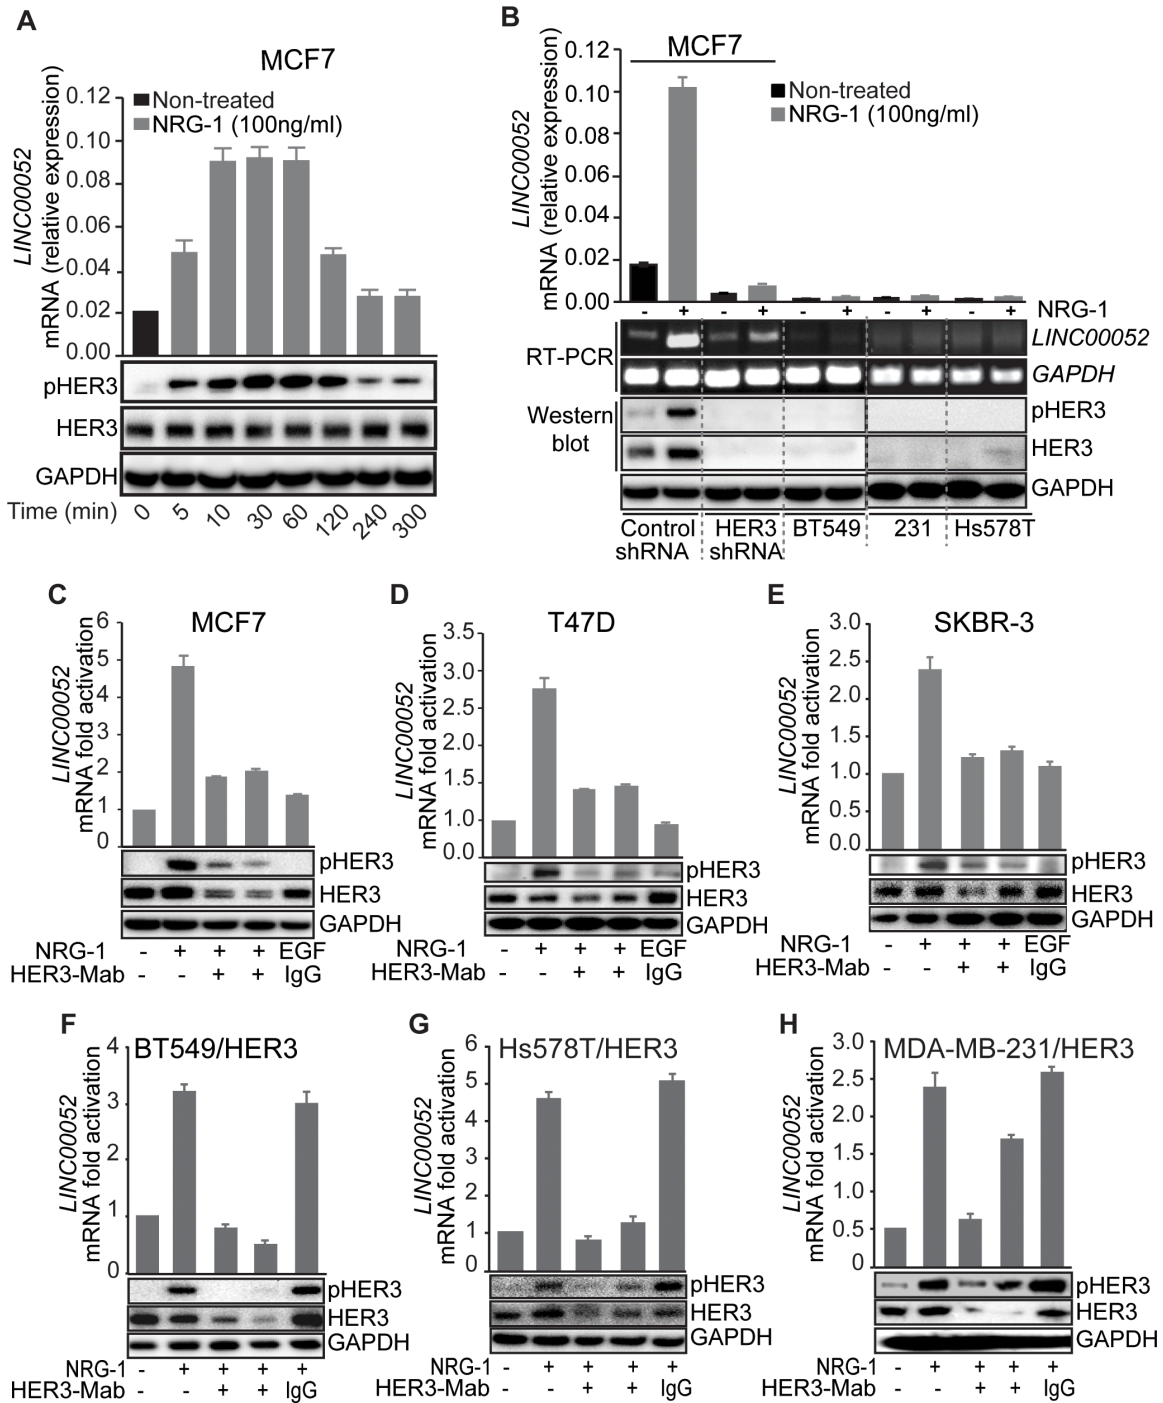 A
MCF7
LINC00052
mRNA (relative expression)
0.12
0.10
0.08
0.06
0.04
0.02
0.00
Non-treated
NRG-1 (100ng/ml)
pHER3
HER3
GAPDH
Time (min) 0 5 10 30 60 120 240 300
B
MCF7
LINC00052
mRNA (relative expression)
0.12
0.10
0.08
0.06
0.04
0.02
0.00
Non-treated
NRG-1 (100ng/ml)
- + - + - + - + - + NRG-1
RT-PCR
LINC00052
GAPDH
Western
blot
pHER3
HER3
GAPDH
Control HER3 BT549 231 Hs578T
shRNA shRNA
C
MCF7
LINC00052
mRNA fold activation
6
5
4
3
2
1
0
pHER3
HER3
GAPDH
NRG-1 - + + + EGF
HER3-Mab - - + + IgG
D
T47D
LINC00052
mRNA fold activation
3.5
3.0
2.5
2.0
1.5
1.0
0.0
pHER3
HER3
GAPDH
NRG-1 - + + + EGF
HER3-Mab - - + + IgG
E
SKBR-3
LINC00052
mRNA fold activation
3.0
2.5
2.0
1.5
1.0
0.5
0.0
pHER3
HER3
GAPDH
NRG-1 - + + + EGF
HER3-Mab - - + + IgG
F
BT549/HER3
LINC00052
mRNA fold activation
4
3
2
1
0
pHER3
HER3
GAPDH
NRG-1 - + + + +
HER3-Mab - - + + IgG
G
Hs578T/HER3
LINC00052
mRNA fold activation
6
5
4
3
2
1
0
pHER3
HER3
GAPDH
NRG-1 - + + + +
HER3-Mab - - + + IgG
H
MDA-MB-231/HER3
LINC00052
mRNA fold activation
3.0
2.5
2.0
1.5
1.0
0.5
0
pHER3
HER3
GAPDH
NRG-1 - + + + +
HER3-Mab - - + + IgG